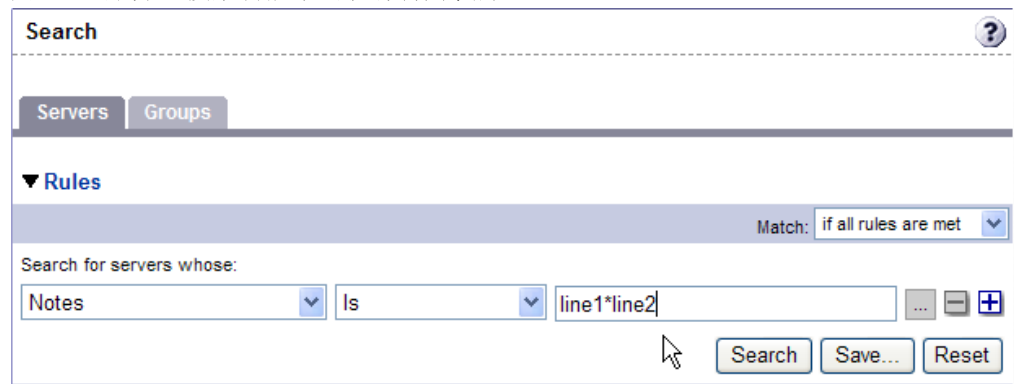 Search
?
Servers Groups
Rules
Match: if all rules are met
Search for servers whose:
Notes Is line1*line2 ...
Search Save... Reset